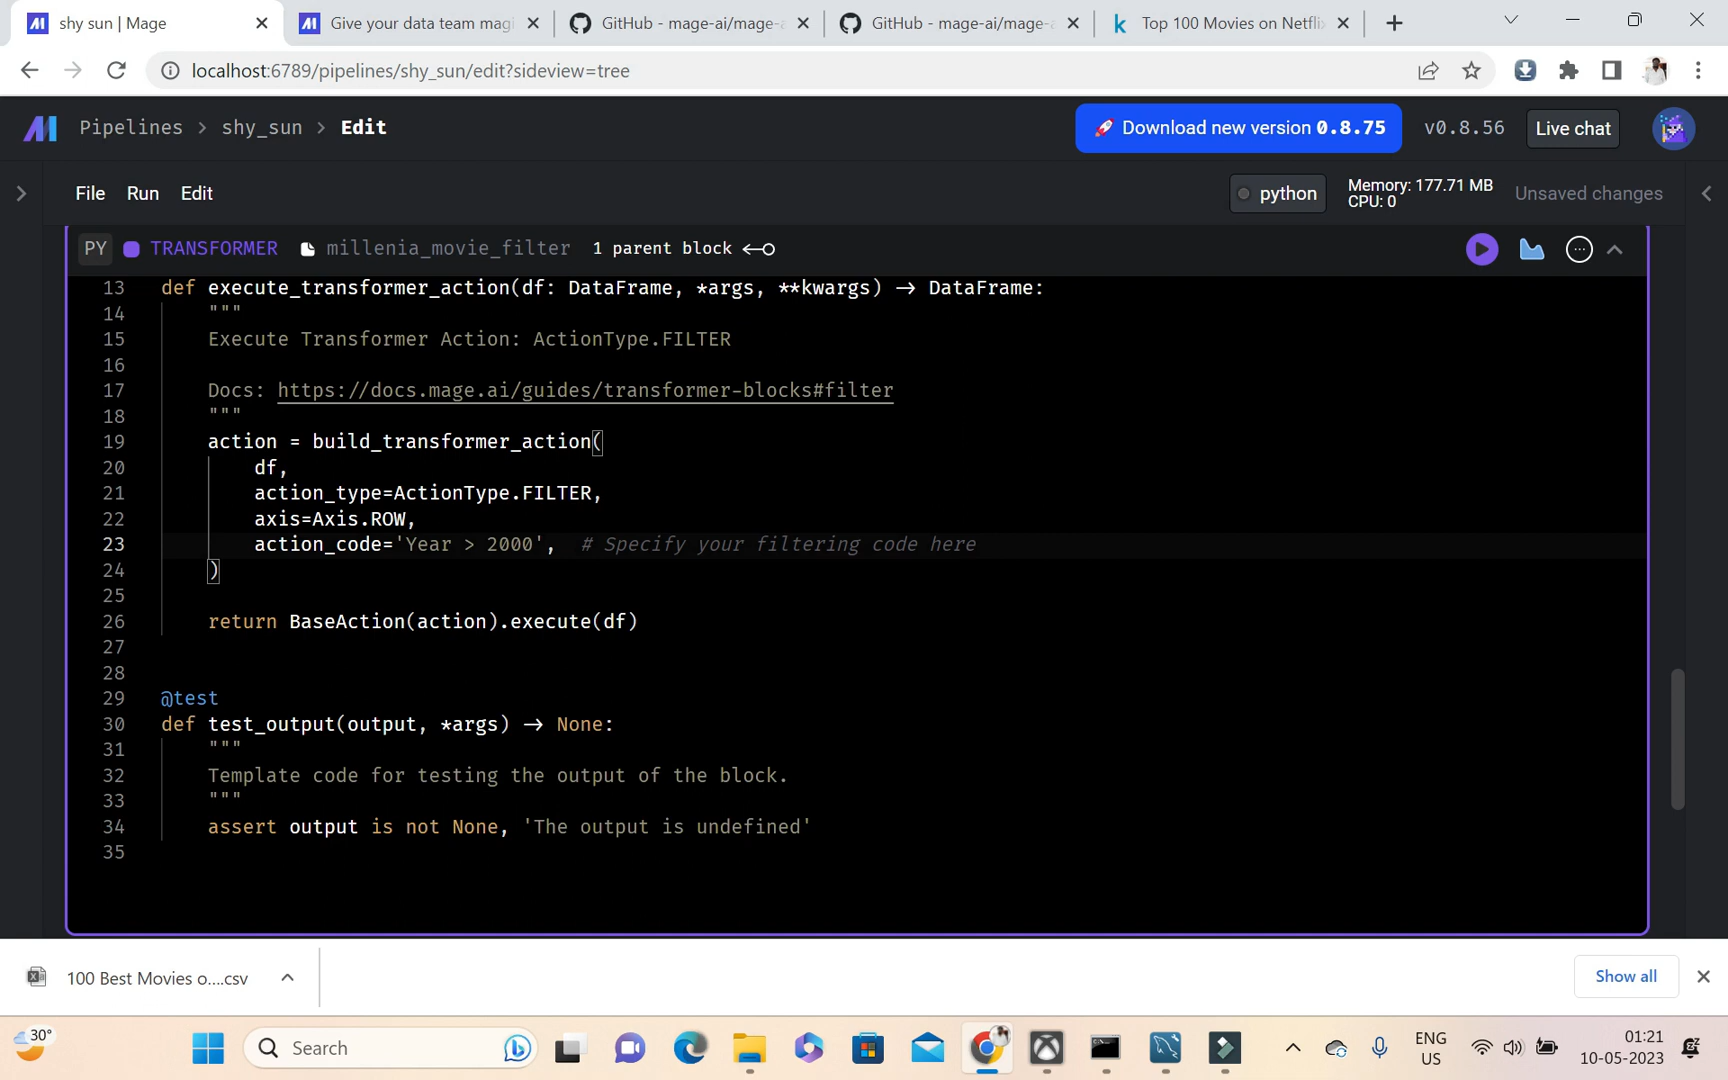 shy sun | Mage
Give your data team magi
GitHub - mage-ai/mage-a
GitHub - mage-ai/mage-a
k
Top 100 Movies on Netflix
localhost:6789/pipelines/shy_sun/edit?sideview=tree
Pipelines > shy_sun > Edit
🚀 Download new version 0.8.75
v0.8.56
Live chat
File Run Edit
python
Memory: 177.71 MB
CPU: 0
Unsaved changes
PY TRANSFORMER millenia_movie_filter 1 parent block
13 def execute_transformer_action(df: DataFrame, *args, **kwargs) → DataFrame:
14 """
15 Execute Transformer Action: ActionType.FILTER
16
17 Docs: https://docs.mage.ai/guides/transformer-blocks#filter
18 """
19 action = build_transformer_action(
20 df,
21 action_type=ActionType.FILTER,
22 axis=Axis.ROW,
23 action_code='Year > 2000', # Specify your filtering code here
24 )
25
26 return BaseAction(action).execute(df)
27
28
29 @test
30 def test_output(output, *args) → None:
31 """
32 Template code for testing the output of the block.
33 """
34 assert output is not None, 'The output is undefined'
35
100 Best Movies o....csv
Show all
30°
Search
ENG
US
01:21
10-05-2023